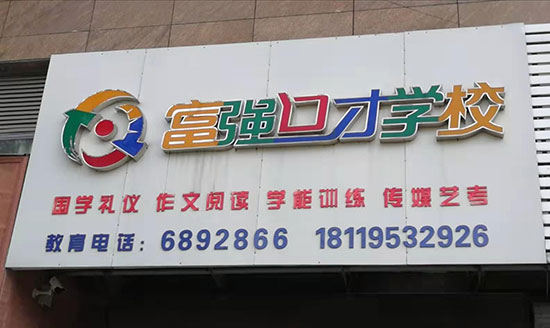 富强口才学校
国学礼仪 作文阅读 学能训练 传媒艺考
教育电话：6892866 18119532926